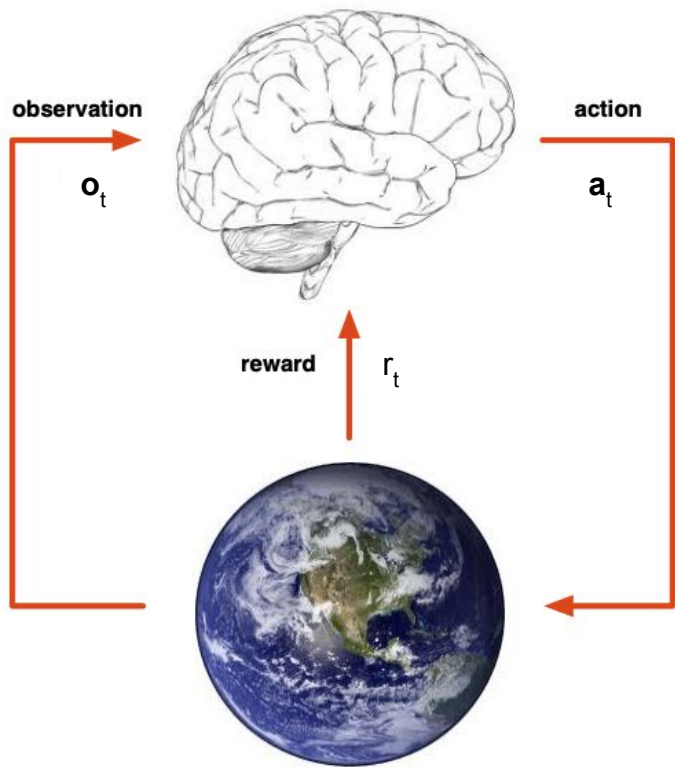 observation
action
o_t
a_t
reward
r_t